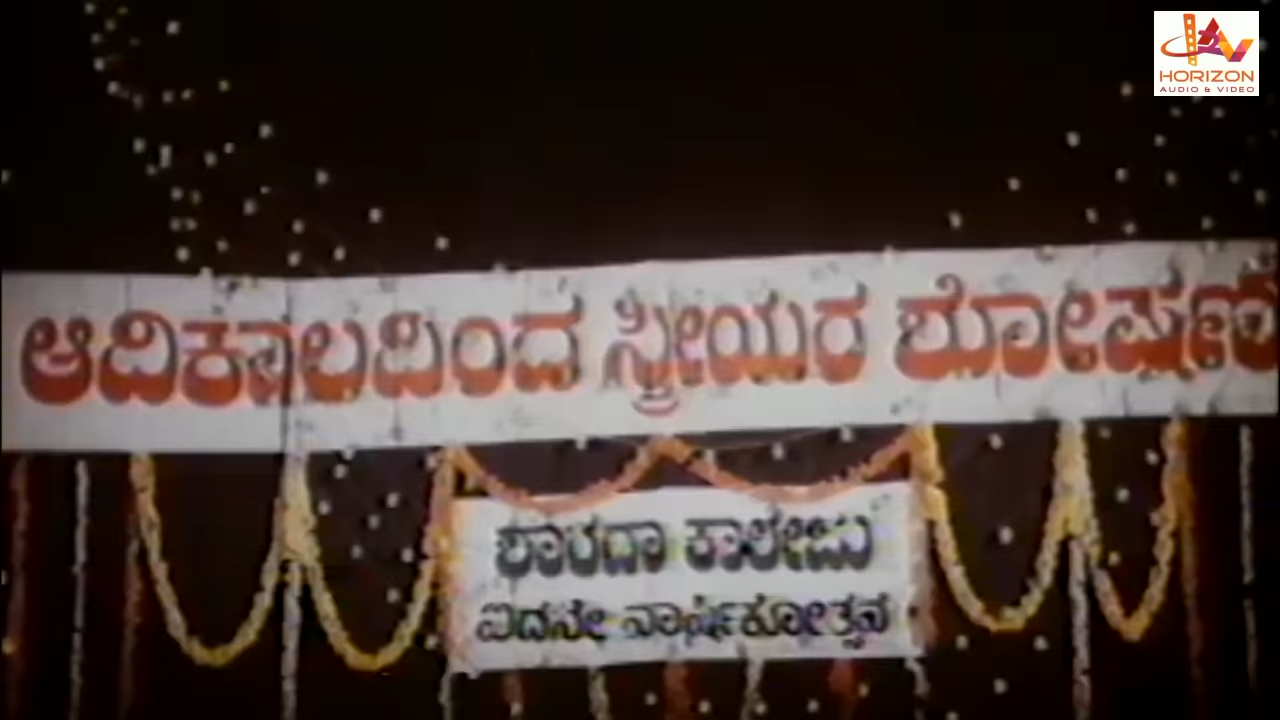 HORIZON
AUDIO & VIDEO
ಆದಿಕಾಲದಿಂದ ಸ್ತ್ರೀಯರ ಶೋಷಣೆ
ಶಾರದಾ ಕಾಲೇಜು
ಐದನೇ ವಾರ್ಷಿಕೋತ್ಸವ